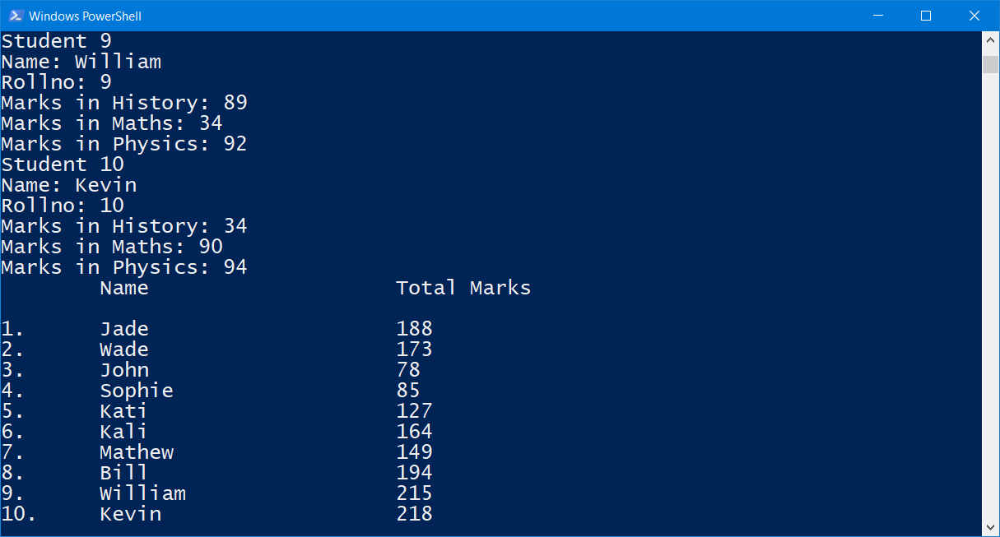 Windows PowerShell
Student 9
Name: William
Rollno: 9
Marks in History: 89
Marks in Maths: 34
Marks in Physics: 92
Student 10
Name: Kevin
Rollno: 10
Marks in History: 34
Marks in Maths: 90
Marks in Physics: 94
Name Total Marks
1. Jade 188
2. Wade 173
3. John 78
4. Sophie 85
5. Kati 127
6. Kali 164
7. Mathew 149
8. Bill 194
9. William 215
10. Kevin 218